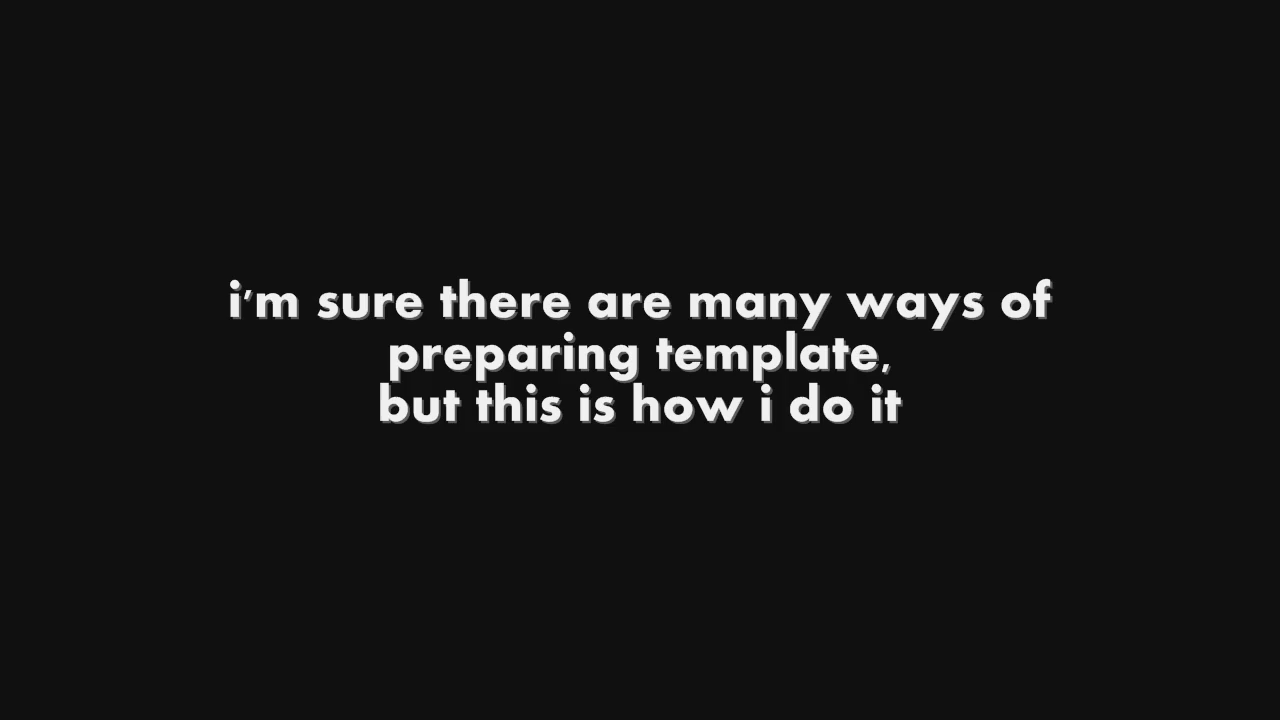 i'm sure there are many ways of
preparing template,
but this is how i do it